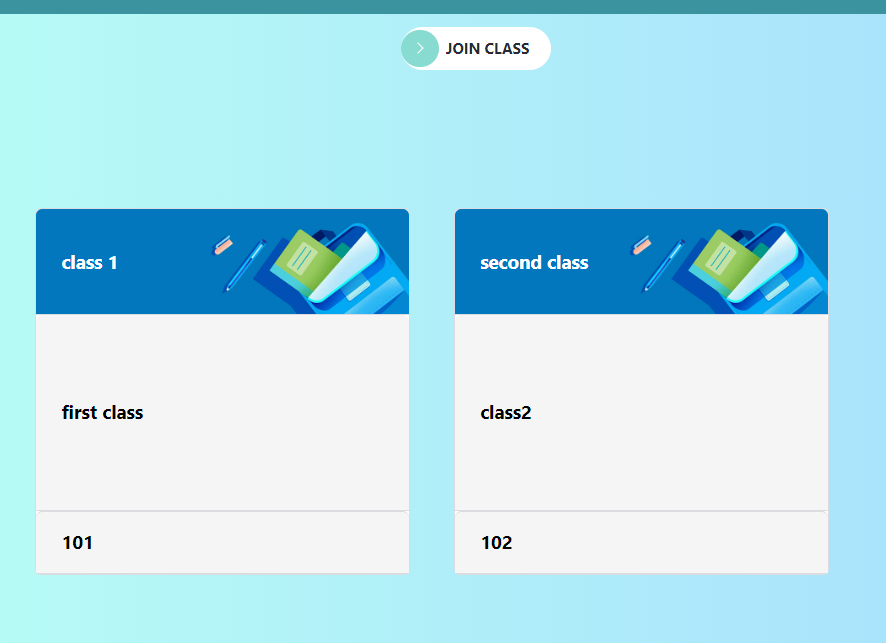 JOIN CLASS
class 1
first class
101
second class
class2
102